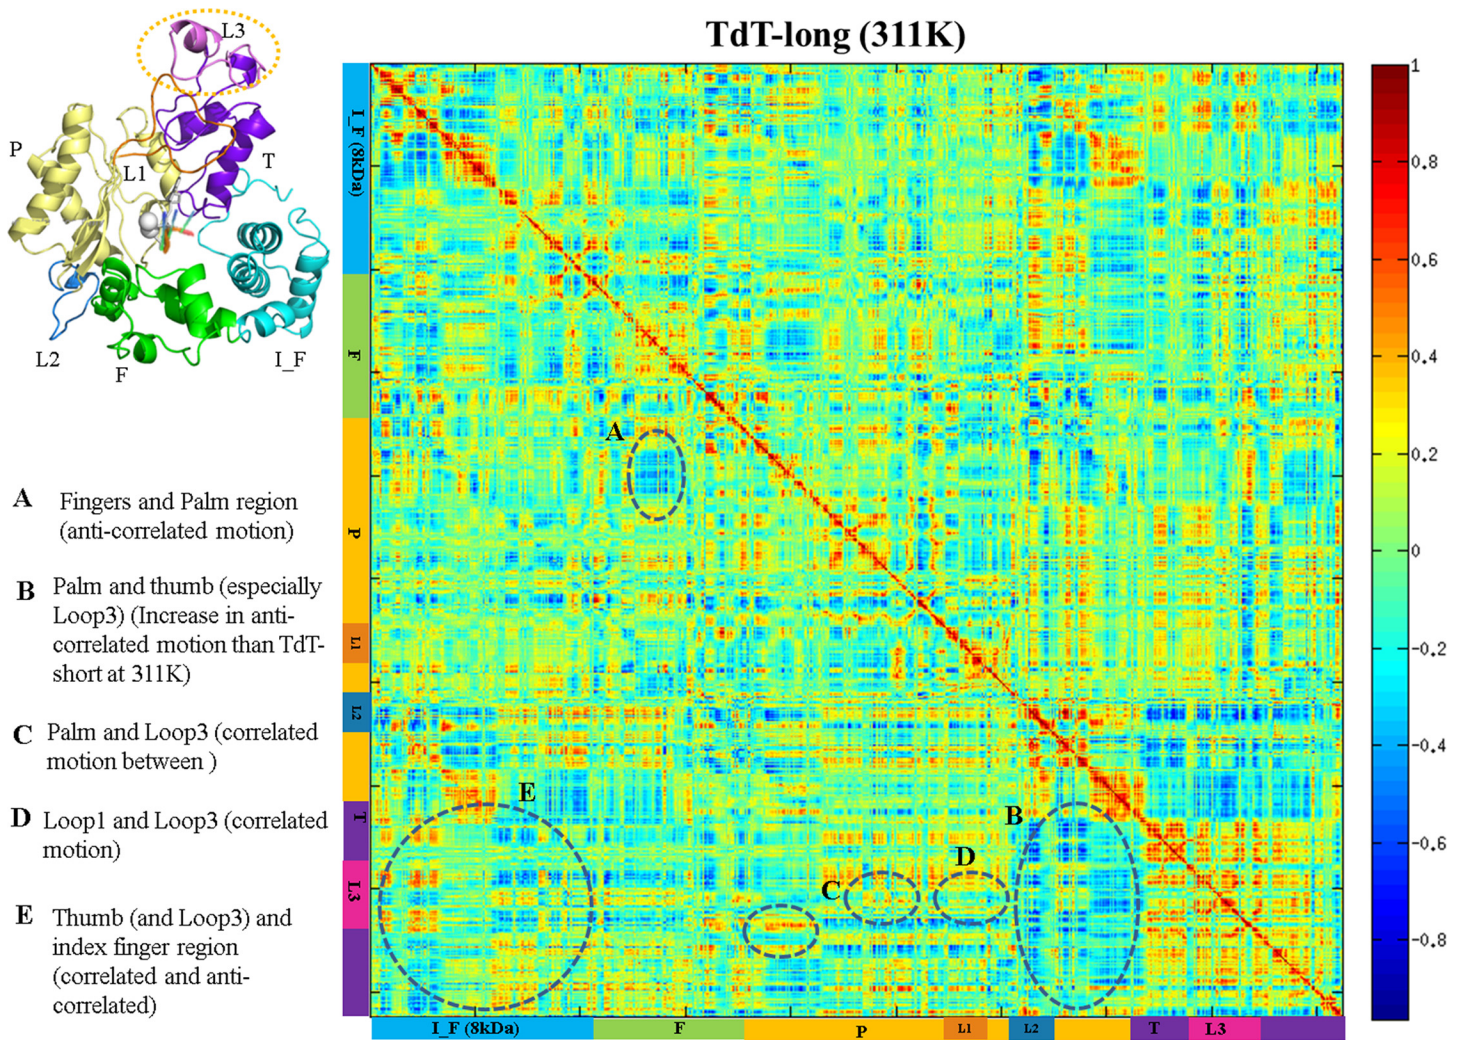 TdT-long (311K)
L3
P
L1
T
L2
F
I_F
A Fingers and Palm region
(anti-correlated motion)
B Palm and thumb (especially
Loop3) (Increase in anti-
correlated motion than TdT-
short at 311K)
C Palm and Loop3 (correlated
motion between )
D Loop1 and Loop3 (correlated
motion)
E Thumb (and Loop3) and
index finger region
(correlated and anti-
correlated)
I_F (8kDa)
F
P
L1
L2
T
L3
A
E
B
C
D
I_F (8kDa)
F
P
L1
L2
T
L3
1
0.8
0.6
0.4
0.2
0
-0.2
-0.4
-0.6
-0.8